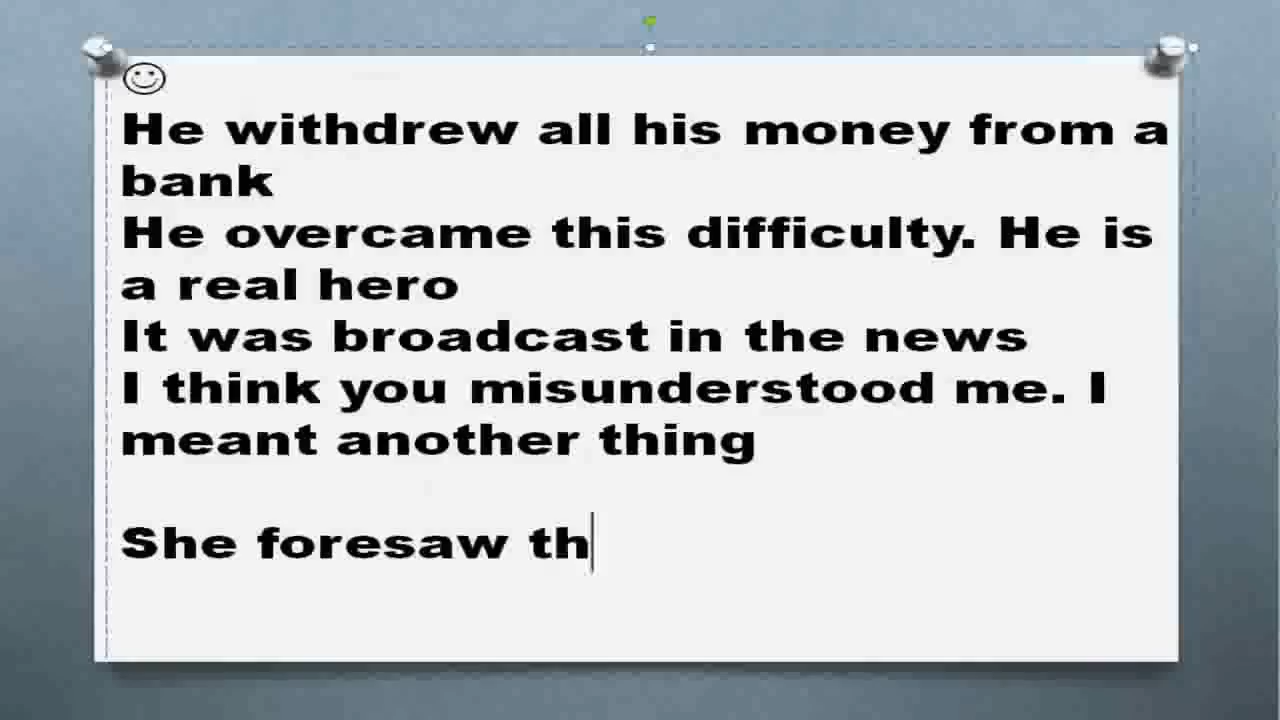 He withdrew all his money from a
bank
He overcame this difficulty. He is
a real hero
It was broadcast in the news
I think you misunderstood me. I
meant another thing
She foresaw th